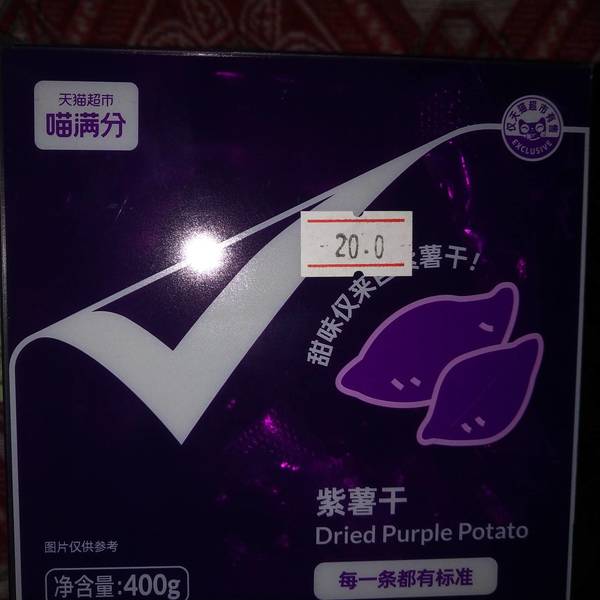 天猫超市
喵满分
仅天猫超市有售
EXCLUSIVE
20.0
甜味仅来自紫薯干!
紫薯干
Dried Purple Potato
图片仅供参考
净含量:400g
每一条都有标准